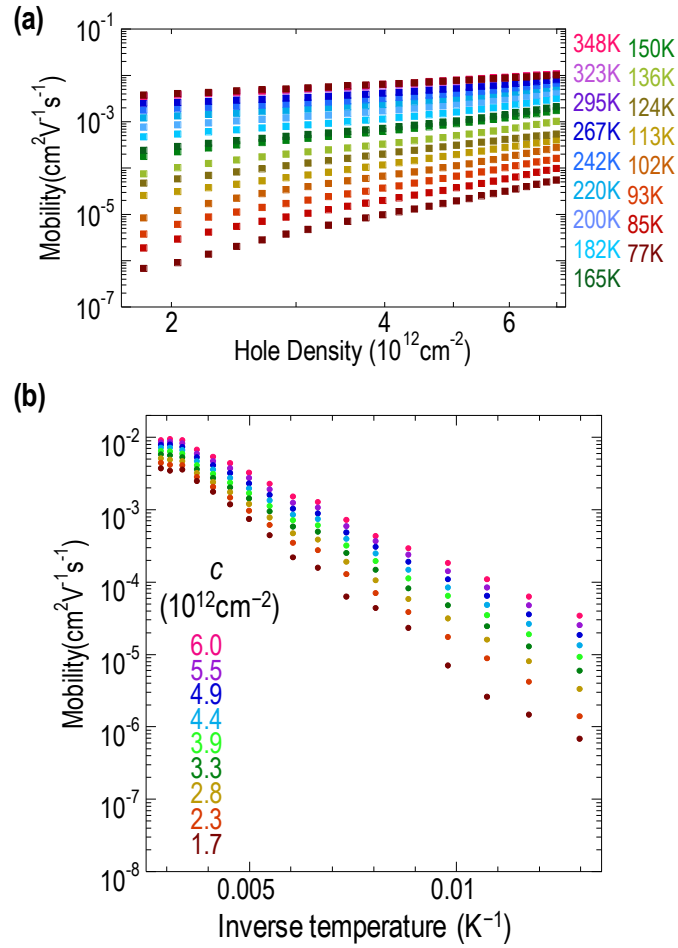 (a)
10⁻¹
10⁻³
10⁻⁵
10⁻⁷
Mobility(cm²V⁻¹s⁻¹)
2
4
6
Hole Density (10¹²cm⁻²)
348K
323K
295K
267K
242K
220K
200K
182K
165K
150K
136K
124K
113K
102K
93K
85K
77K
(b)
10⁻²
10⁻³
10⁻⁴
10⁻⁵
10⁻⁶
10⁻⁷
10⁻⁸
Mobility(cm²V⁻¹s⁻¹)
c
(10¹²cm⁻²)
6.0
5.5
4.9
4.4
3.9
3.3
2.8
2.3
1.7
0.005
0.01
Inverse temperature (K⁻¹)